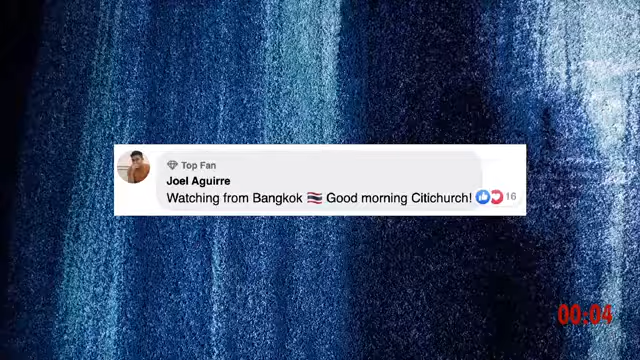 Top Fan
Joel Aguirre
Watching from Bangkok 🇹🇭 Good morning Citichurch! 16
00:04